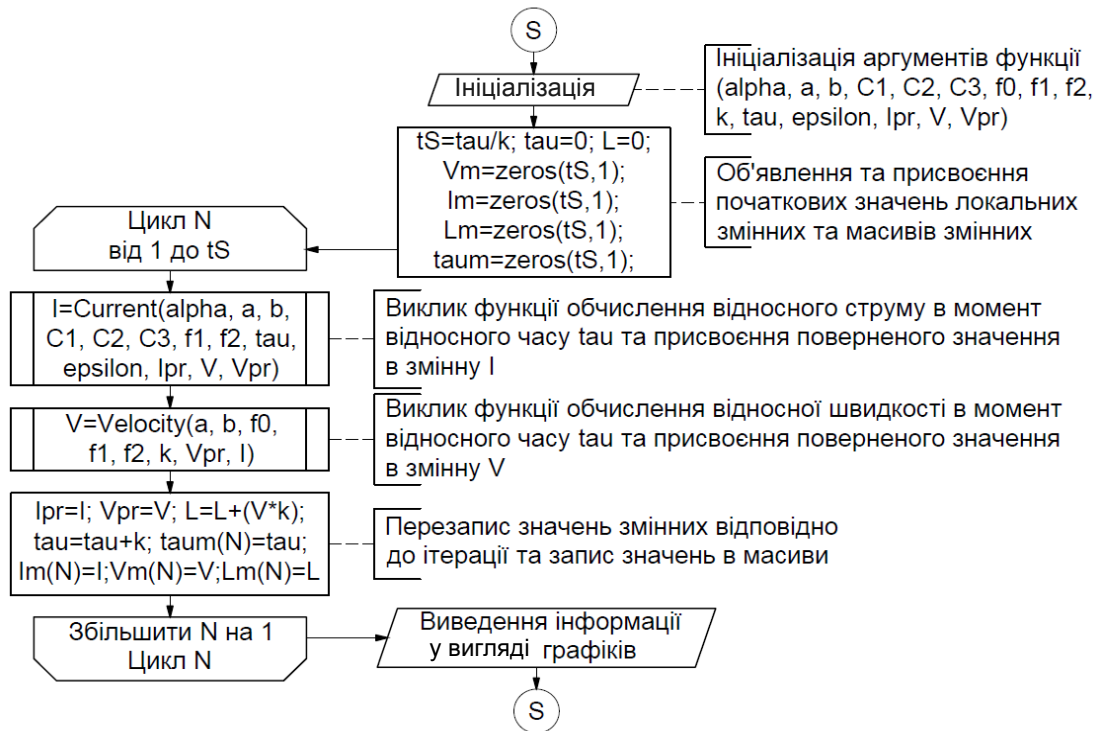 S
Ініціалізація
Ініціалізація аргументів функції
(alpha, a, b, C1, C2, C3, f0, f1, f2,
k, tau, epsilon, Ipr, V, Vpr)
tS=tau/k; tau=0; L=0;
Vm=zeros(tS,1);
Im=zeros(tS,1);
Lm=zeros(tS,1);
taum=zeros(tS,1);
Об'явлення та присвоєння
початкових значень локальних
змінних та масивів змінних
Цикл N
від 1 до tS
I=Current(alpha, a, b,
C1, C2, C3, f1, f2, tau,
epsilon, Ipr, V, Vpr)
Виклик функції обчислення відносного струму в момент
відносного часу tau та присвоєння поверненого значення
в змінну I
V=Velocity(a, b, f0,
f1, f2, k, Vpr, I)
Виклик функції обчислення відносної швидкості в момент
відносного часу tau та присвоєння поверненого значення
в змінну V
Ipr=I; Vpr=V; L=L+(V*k);
tau=tau+k; taum(N)=tau;
Im(N)=I;Vm(N)=V;Lm(N)=L
Перезапис значень змінних відповідно
до ітерації та запис значень в масиви
Збільшити N на 1
Цикл N
Виведення інформації
у вигляді графіків
S